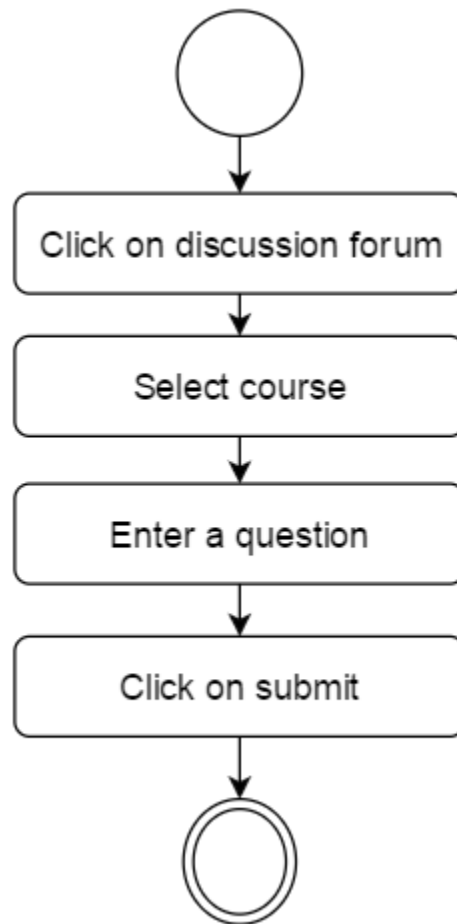 Click on discussion forum
Select course
Enter a question
Click on submit